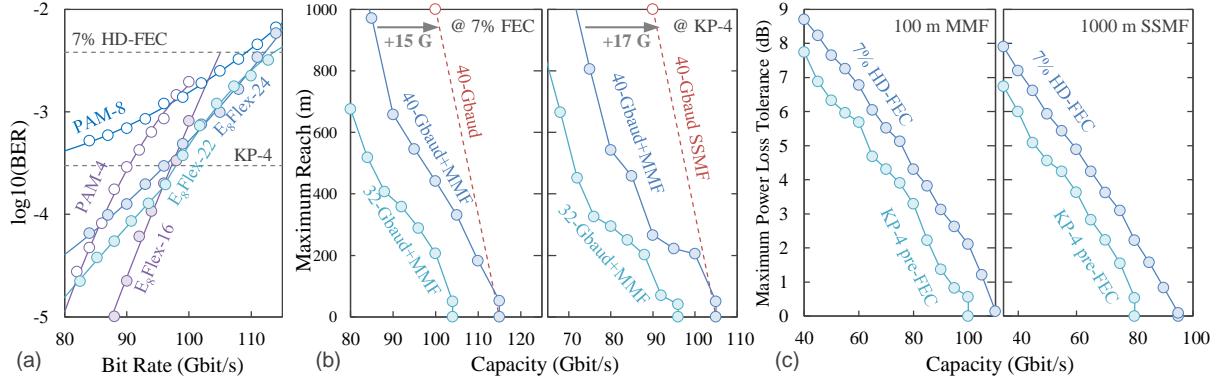 -2
-3
-4
-5
log10(BER)
7% HD-FEC
PAM-8
PAM-4
E8Flex-16
E8Flex-22
E8Flex-24
KP-4
80 90 100 110
Bit Rate (Gbit/s)
(a)
1000
800
600
400
200
0
Maximum Reach (m)
@ 7% FEC
+15 G
40-Gbaud
40-Gbaud+MMF
32-Gbaud+MMF
80 90 100 110 120
@ KP-4
+17 G
40-Gbaud SSMF
40-Gbaud+MMF
32-Gbaud+MMF
70 80 90 100 110
Capacity (Gbit/s)
(b)
9
8
7
6
5
4
3
2
1
0
Maximum Power Loss Tolerance (dB)
100 m MMF
7% HD-FEC
KP-4 pre-FEC
40 60 80 100
1000 m SSMF
7% HD-FEC
KP-4 pre-FEC
40 60 80 100
Capacity (Gbit/s)
(c)